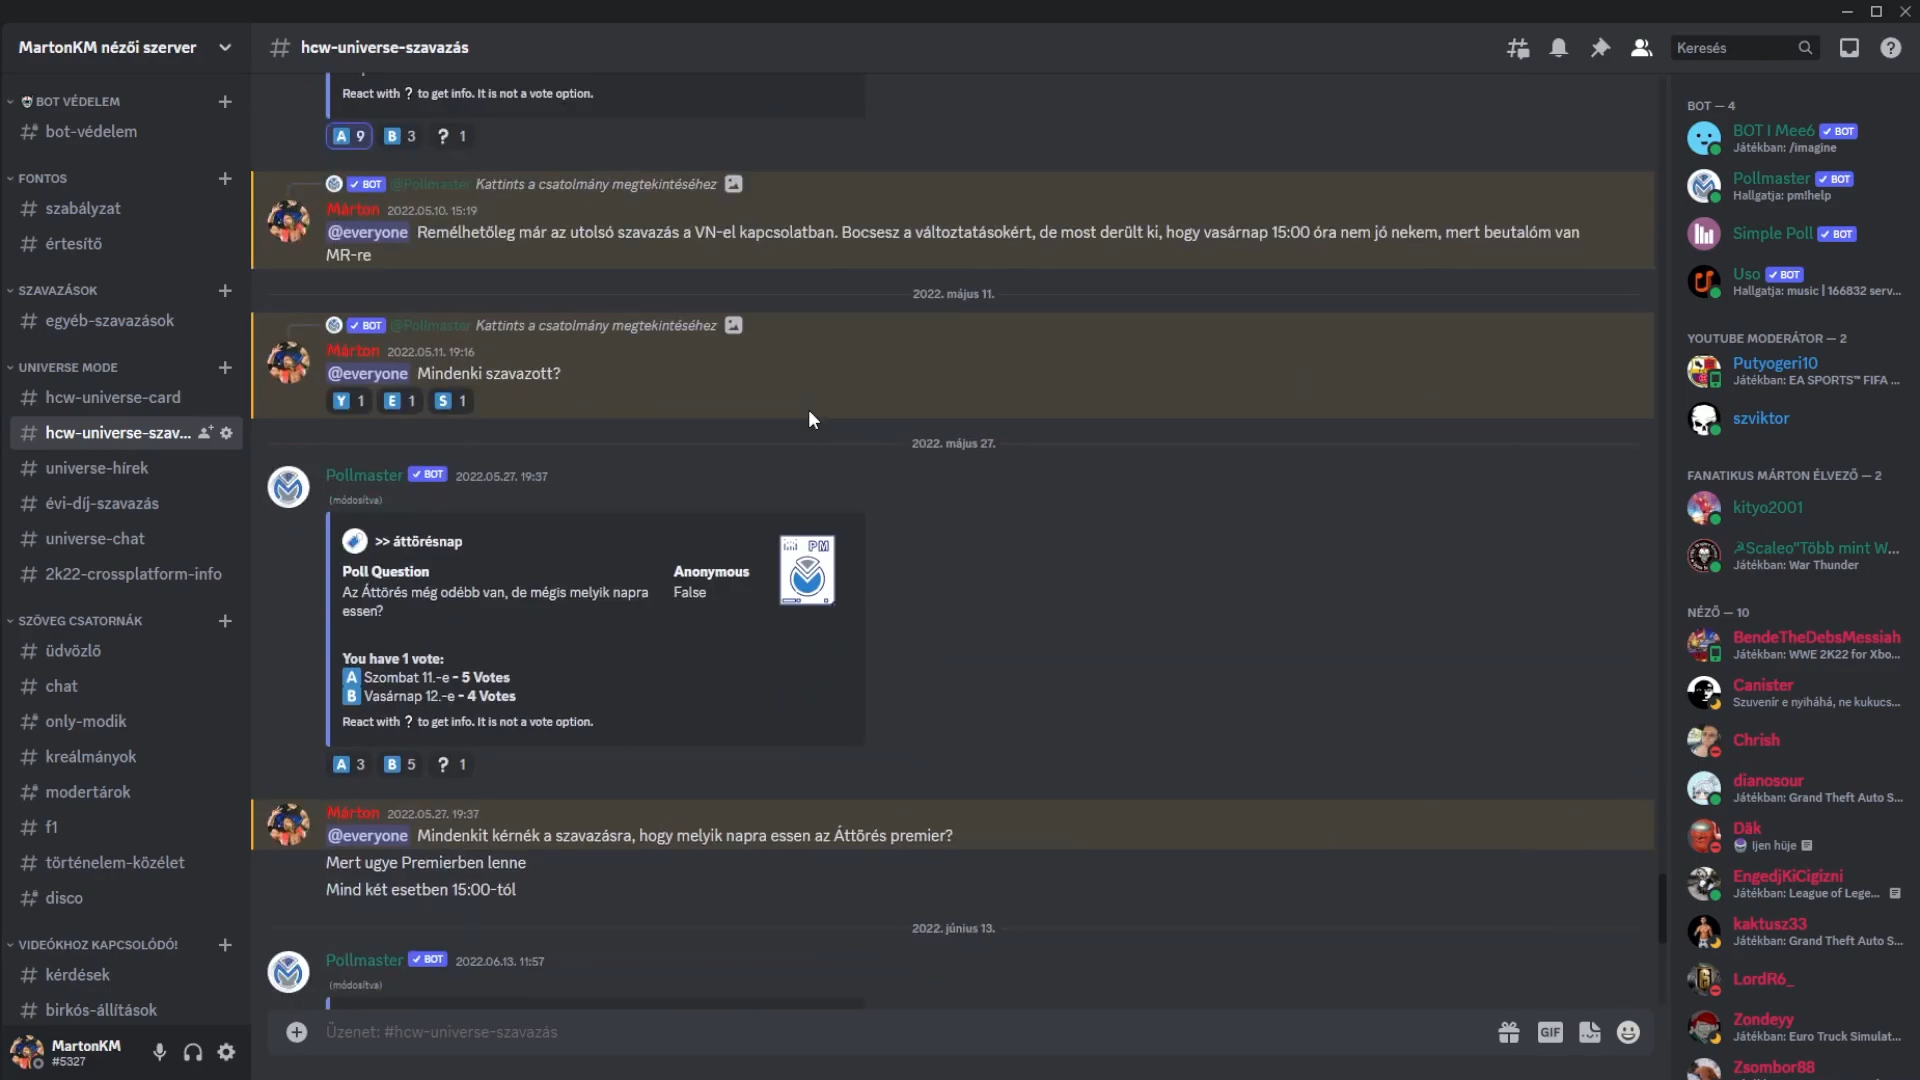 MartonKM nézői szerver
BOT VÉDELEM
bot-védelem
FONTOS
szabályzat
értesítő
SZAVAZÁSOK
egyéb-szavazások
UNIVERSE MODE
hcw-universe-card
hcw-universe-szav...
universe-hírek
évi-díj-szavazás
universe-chat
2k22-crossplatform-info
SZÖVEG CSATORNÁK
üdvözlő
chat
only-modik
kreálmányok
modertárok
f1
történelem-közélet
disco
VIDEÓKHOZ KAPCSOLÓDÓ!
kérdések
birkós-állítások
MartonKM
#5327
hcw-universe-szavazás
Keresés
React with ? to get info. It is not a vote option.
A 9 B 3 ? 1
BOT @Pollmaster Kattints a csatolmány megtekintéséhez
Márton 2022.05.10. 15:19
@everyone Remélhetőleg már az utolsó szavazás a VN-el kapcsolatban. Bocsesz a változtatásokért, de most derült ki, hogy vasárnap 15:00 óra nem jó nekem, mert beutalóm van
MR-re
2022. május 11.
BOT @Pollmaster Kattints a csatolmány megtekintéséhez
Márton 2022.05.11. 19:16
@everyone Mindenki szavazott?
Y 1 E 1 S 1
2022. május 27.
Pollmaster BOT 2022.05.27. 19:37
(módosítva)
>> áttörésnap
PM
Poll Question Anonymous
Az Áttörés még odébb van, de mégis melyik napra False
essen?
You have 1 vote:
A Szombat 11.-e - 5 Votes
B Vasárnap 12.-e - 4 Votes
React with ? to get info. It is not a vote option.
A 3 B 5 ? 1
Márton 2022.05.27. 19:37
@everyone Mindenkit kérnék a szavazásra, hogy melyik napra essen az Áttörés premier?
Mert ugye Premierben lenne
Mind két esetben 15:00-tól
2022. június 13.
Pollmaster BOT 2022.06.13. 11:57
(módosítva)
Üzenet: #hcw-universe-szavazás
GIF
BOT — 4
BOT I Mee6 BOT
Játékban: /imagine
Pollmaster BOT
Hallgatja: pm!help
Simple Poll BOT
Uso BOT
Hallgatja: music | 166832 serv...
YOUTUBE MODERÁTOR — 2
Putyogeri10
Játékban: EA SPORTS™ FIFA ...
szviktor
FANATIKUS MÁRTON ÉLVEZŐ — 2
kityo2001
☭Scaleo"Több mint W...
Játékban: War Thunder
NÉZŐ — 10
BendeTheDebsMessiah
Játékban: WWE 2K22 for Xbo...
Canister
Szuvenír e nyiháhá, ne kukucs...
Chrish
dianosour
Játékban: Grand Theft Auto S...
Däk
Ijen hüje
EngedjKiCigizni
Játékban: League of Lege...
kaktusz33
Játékban: Grand Theft Auto S...
LordR6_
Zondeyy
Játékban: Euro Truck Simulat...
Zsombor88